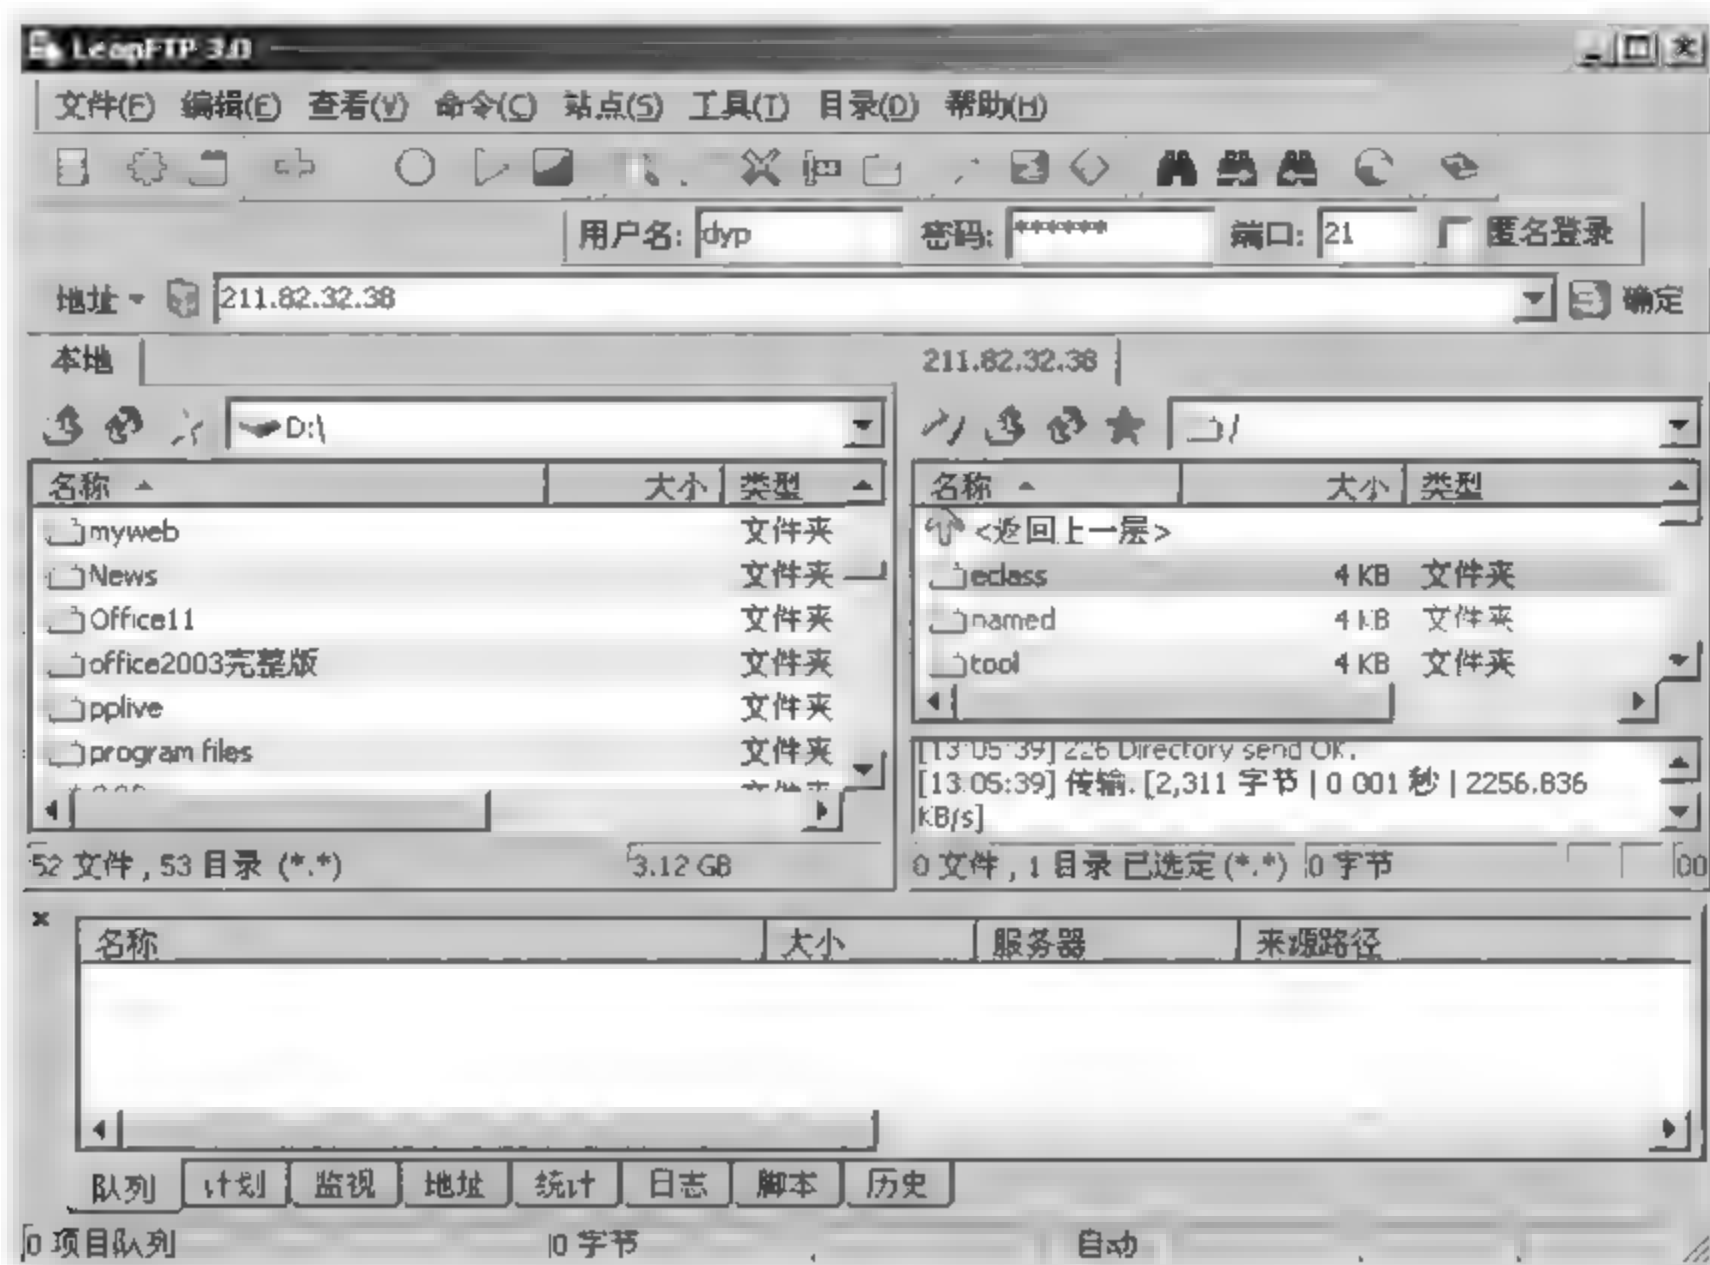 LeapFTP 3.0
文件(F) 编辑(E) 查看(V) 命令(C) 站点(S) 工具(T) 目录(D) 帮助(H)
用户名: dyp 密码: ******* 端口: 21 匿名登录
地址 211.82.32.38 确定
本地
D:\
名称 大小 类型
myweb 文件夹
News 文件夹
Office11 文件夹
office2003完整版 文件夹
pplive 文件夹
program files 文件夹
52 文件 , 53 目录 (*.*) 3.12 GB
211.82.32.38
/
名称 大小 类型
<返回上一层>
eclass 4 KB 文件夹
named 4 KB 文件夹
tool 4 KB 文件夹
[13:05:39] 226 Directory send OK.
[13:05:39] 传输. [2,311 字节 | 0.001 秒 | 2256.836
KB/s]
0 文件 , 1 目录 已选定 (*.*) 0 字节 00
名称 大小 服务器 来源路径
队列 计划 监视 地址 统计 日志 脚本 历史
0 项目队列 0 字节 自动